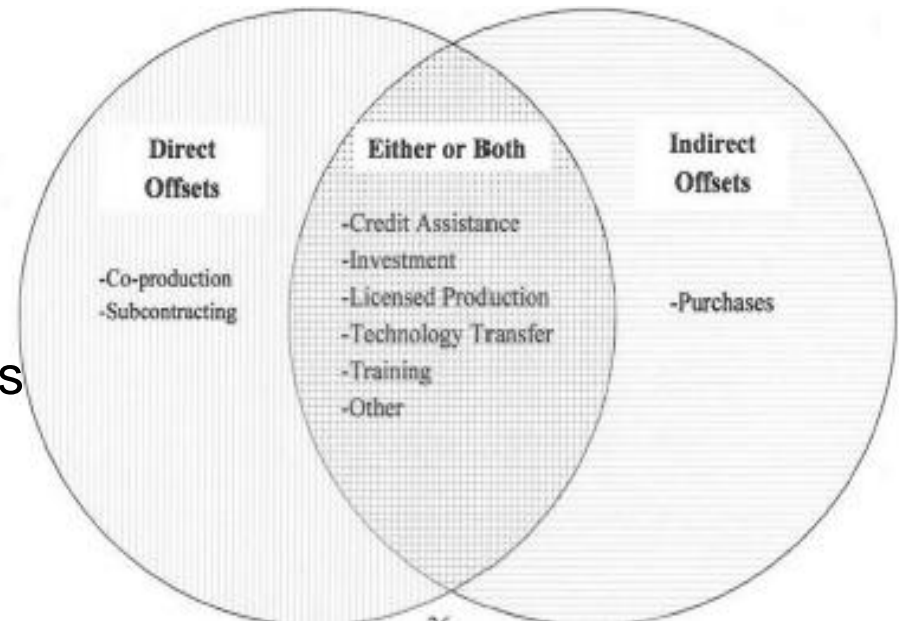 Direct
Offsets
-Co-production
-Subcontracting
Either or Both
-Credit Assistance
-Investment
-Licensed Production
-Technology Transfer
-Training
-Other
Indirect
Offsets
-Purchases
s